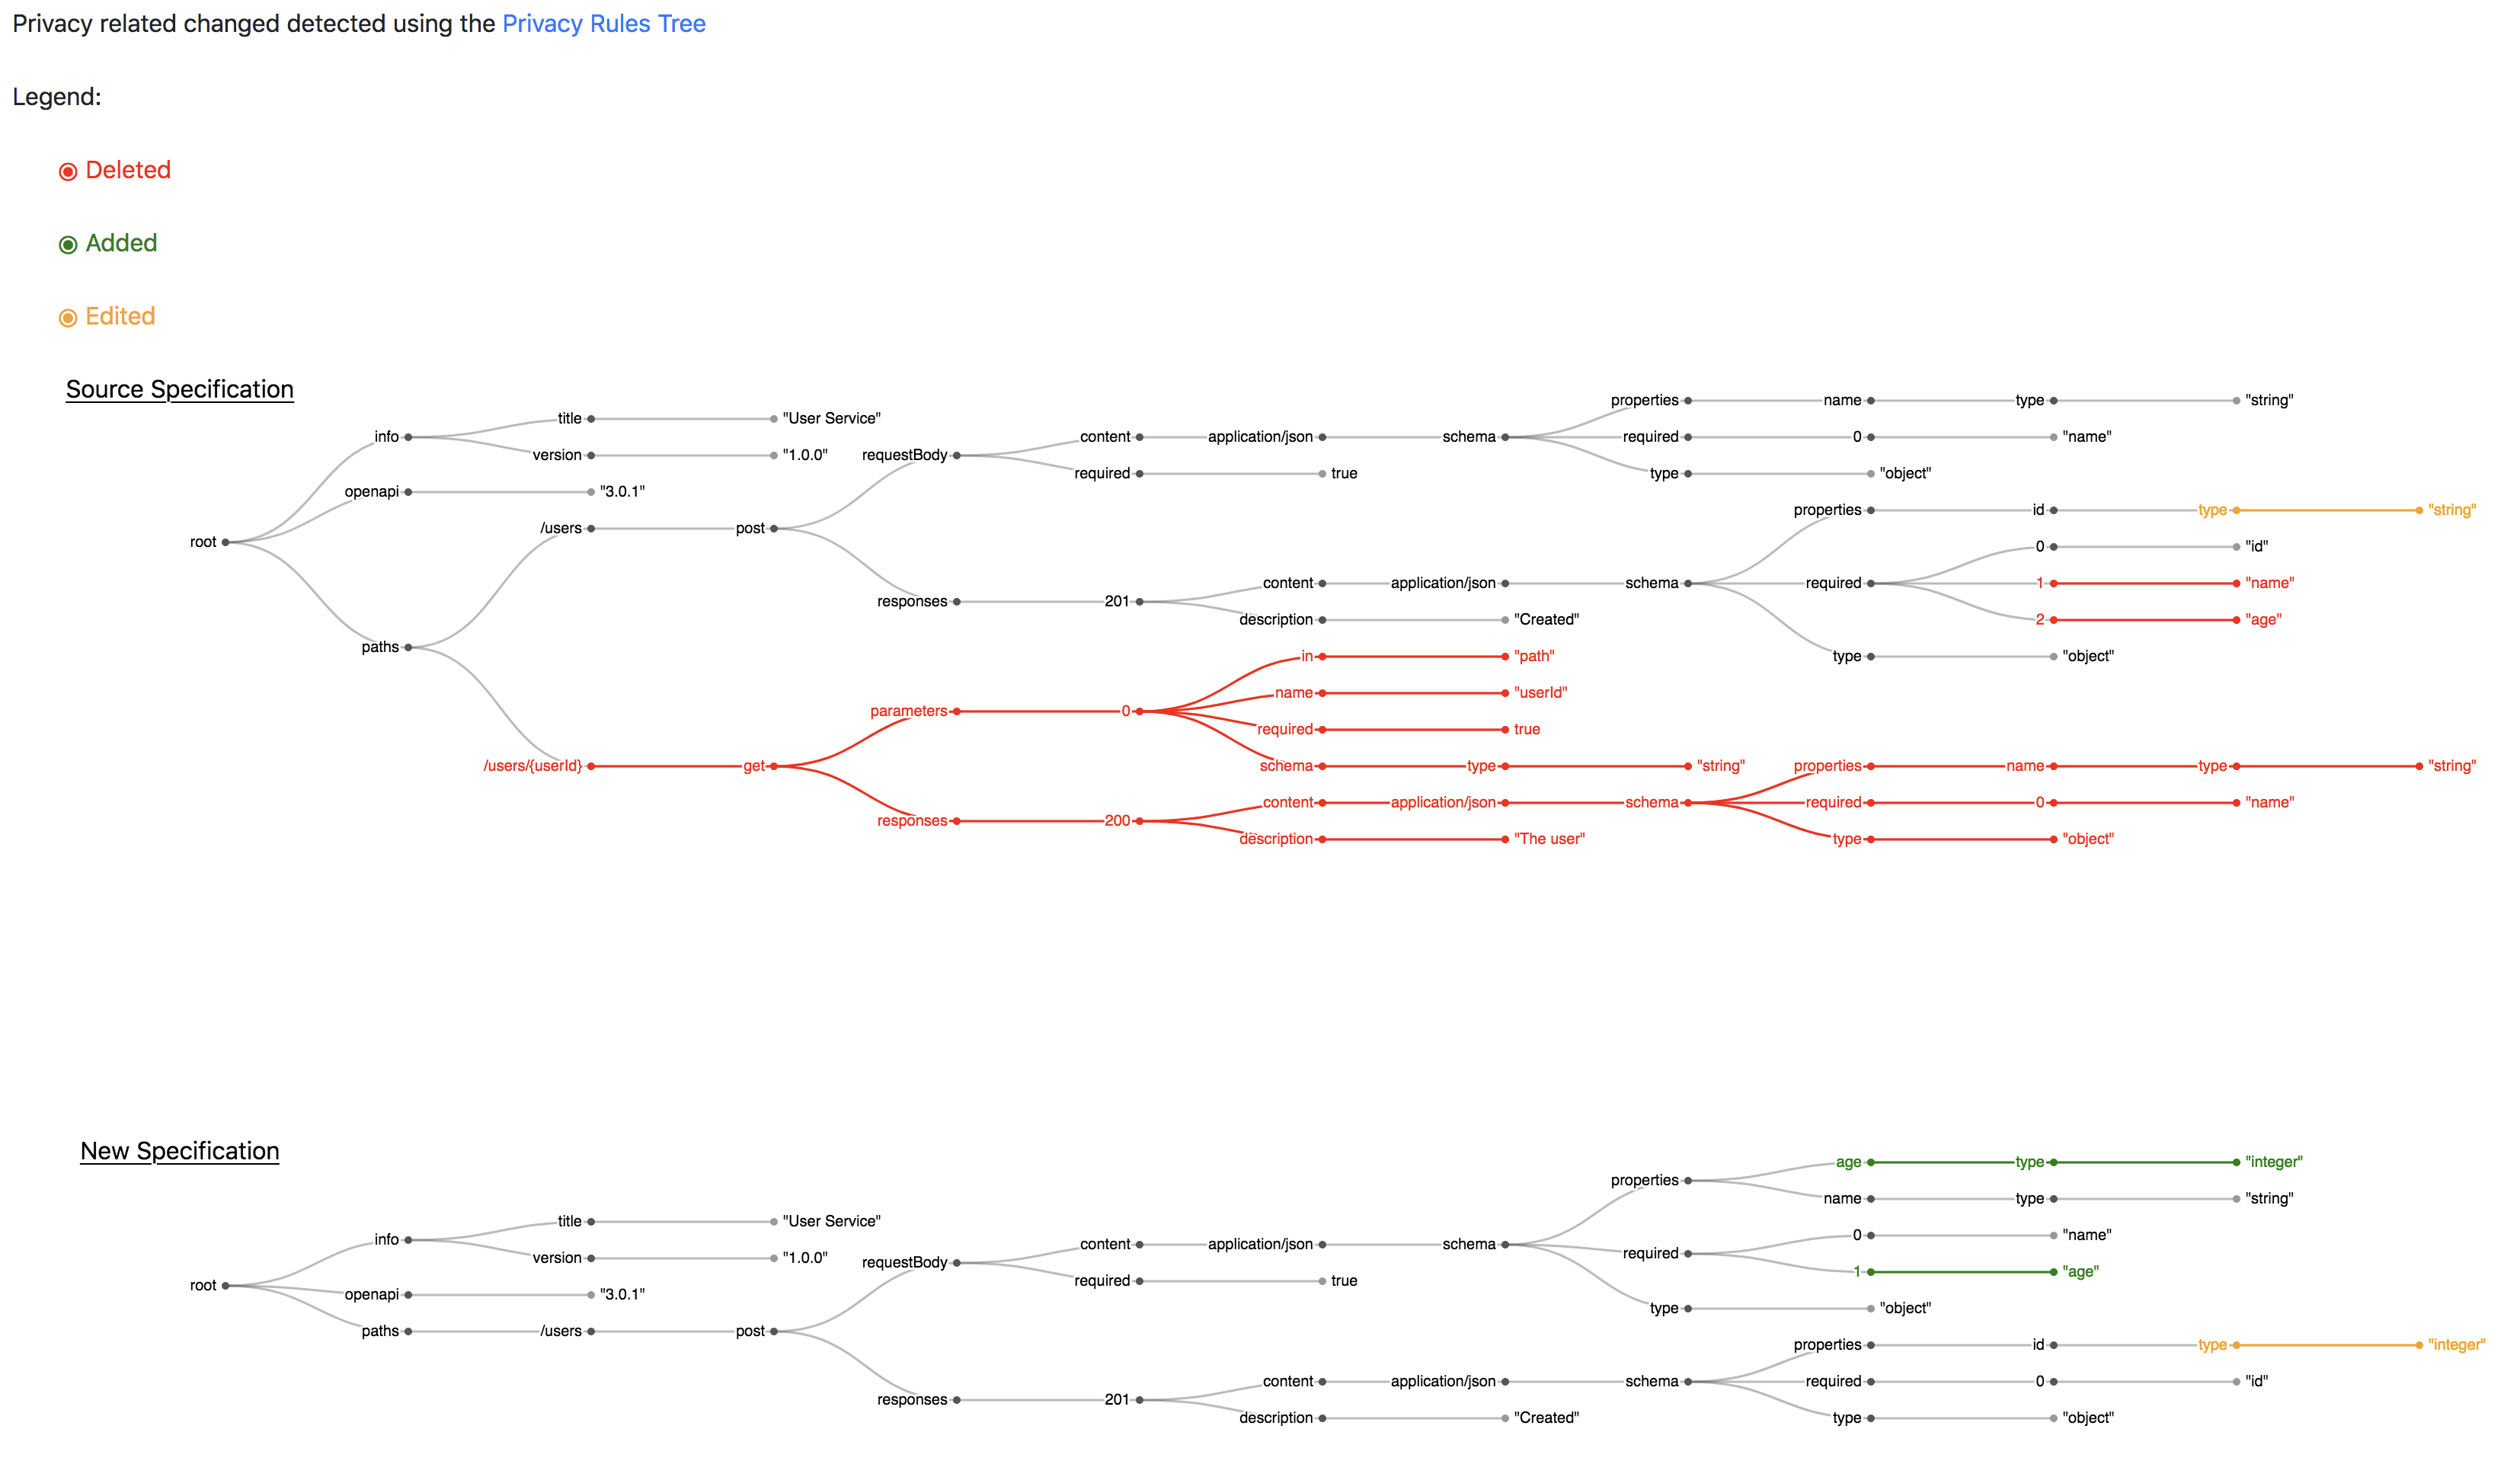 Privacy related changed detected using the Privacy Rules Tree
Legend:
Deleted
Added
Edited
Source Specification
properties name type "string"
title "User Service"
info content application/json schema required 0 "name"
version "1.0.0" requestBody
required true type "object"
openapi "3.0.1"
properties id type "string"
/users post
root
0 "id"
content application/json schema required 1 "name"
responses 201
description "Created" 2 "age"
paths
in "path" type "object"
name "userId"
parameters 0
required true
/users/{userId} get schema type "string" properties name type "string"
content application/json schema required 0 "name"
responses 200
description "The user" type "object"
New Specification
age type "integer"
properties
name type "string"
title "User Service"
0 "name"
info content application/json schema
required
version "1.0.0" requestBody
1 "age"
required true
root
openapi "3.0.1"
type "object"
paths /users post
properties id type "integer"
content application/json schema required 0 "id"
responses 201
description "Created" type "object"